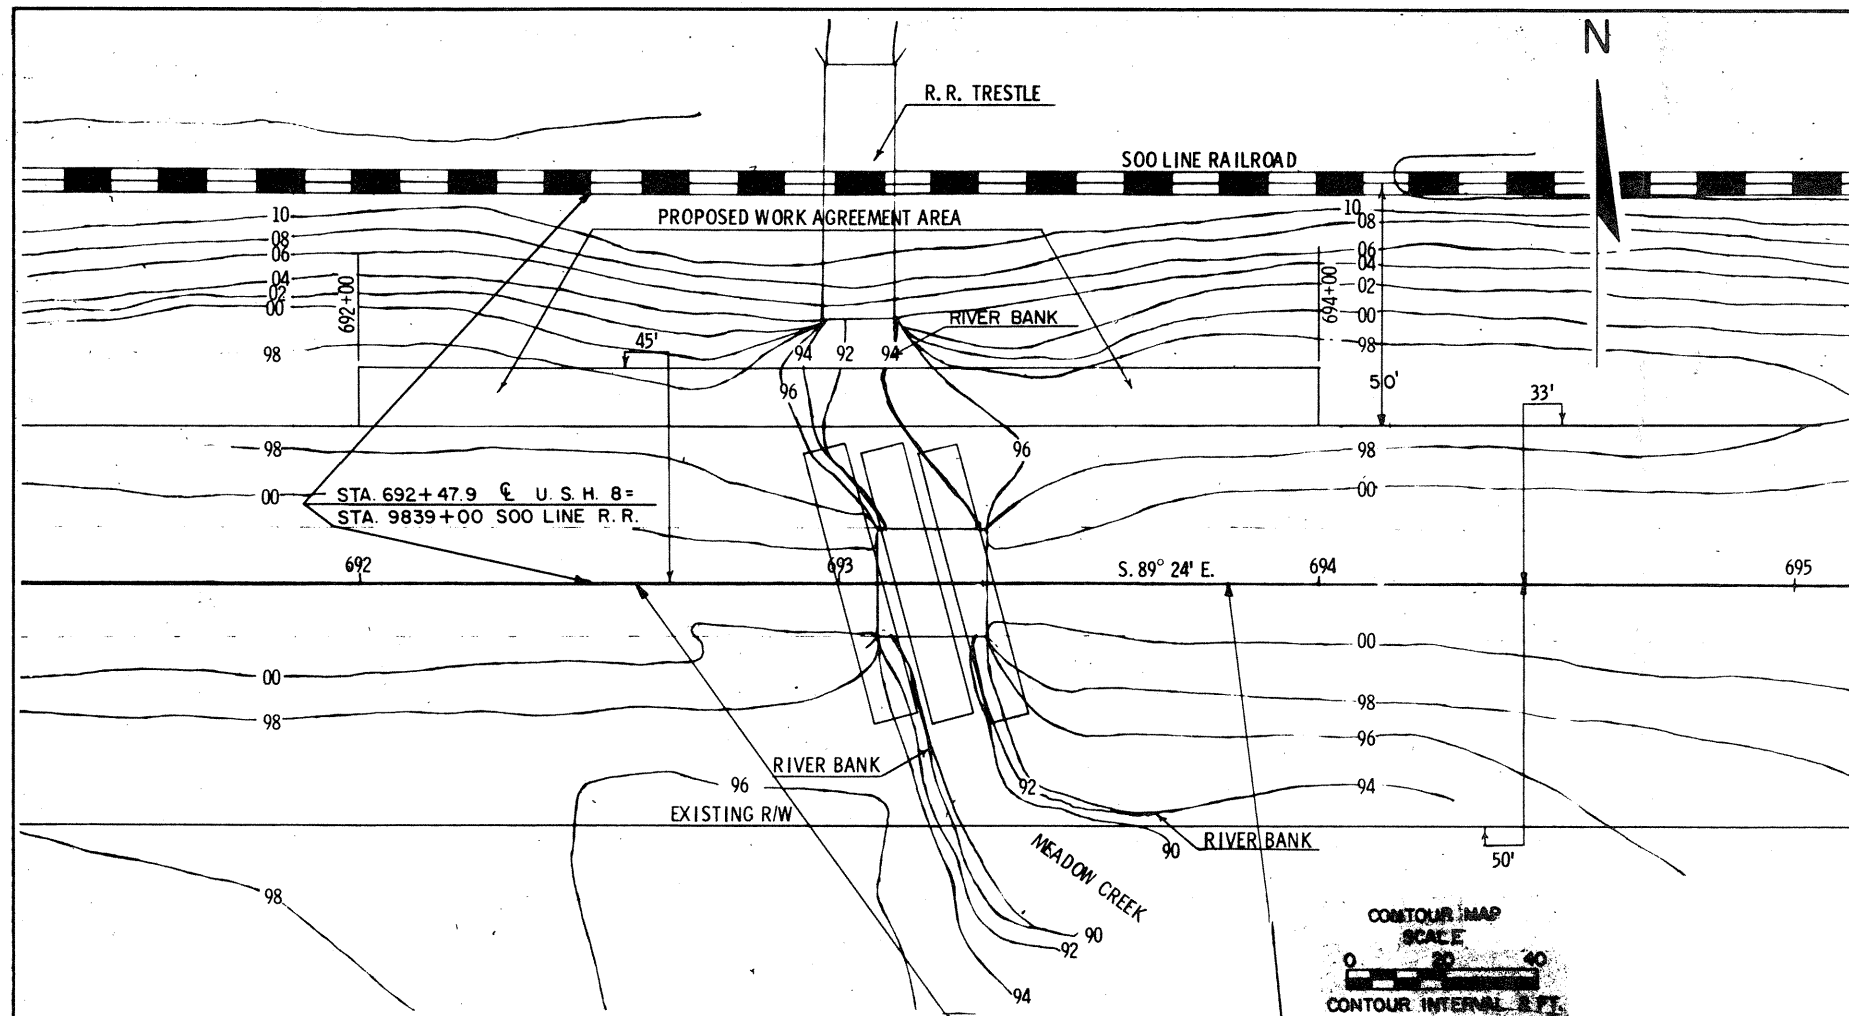 N
R.R. TRESTLE
SOO LINE RAILROAD
PROPOSED WORK AGREEMENT AREA
10
10
08
08
06
06
04
04
02
02
00
00
692+00
694+00
RIVER BANK
45'
98
94
92
94
98
96
50'
33'
98
96
98
00
00
STA. 692+47.9 ℄ U.S.H. 8=
STA. 9839+00 SOO LINE R.R.
692
693
S. 89° 24' E.
694
695
00
00
98
98
96
RIVER BANK
96
92
94
EXISTING R/W
RIVER BANK
90
50'
MEADOW CREEK
98
90
92
94
CONTOUR MAP
SCALE
0 20 40
CONTOUR INTERVAL 2 FT.